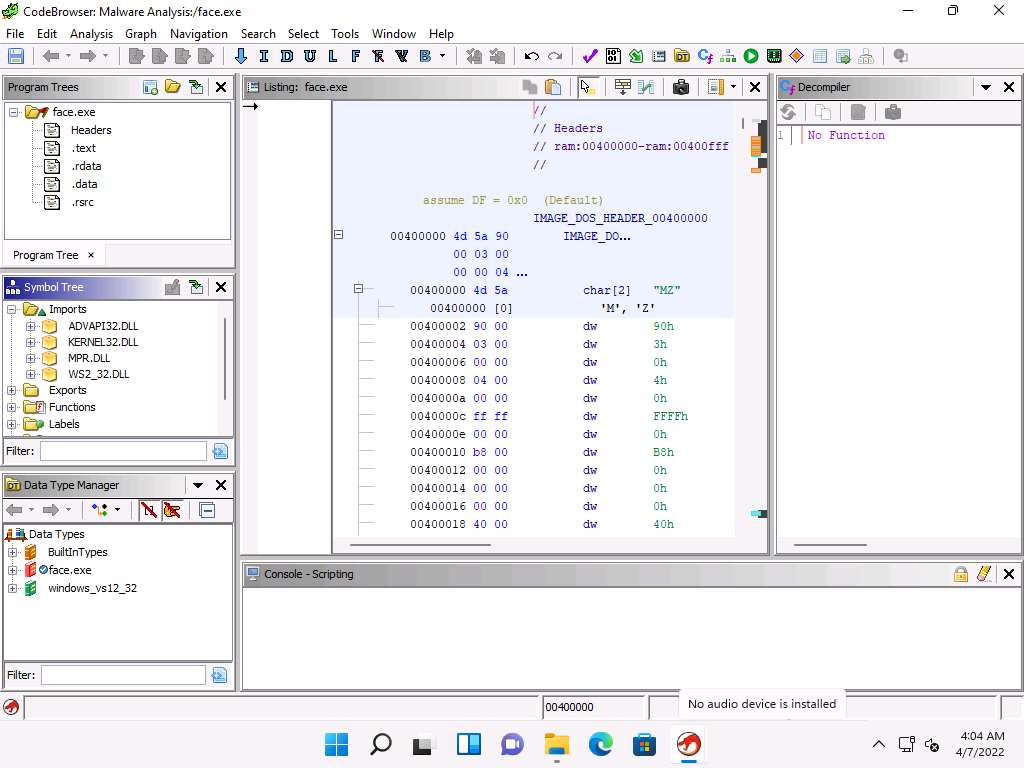 CodeBrowser: Malware Analysis:/face.exe
File Edit Analysis Graph Navigation Search Select Tools Window Help
I D U L F R V B
Program Trees
face.exe
Headers
.text
.rdata
.data
.rsrc
Program Tree
Symbol Tree
Imports
ADVAPI32.DLL
KERNEL32.DLL
MPR.DLL
WS2_32.DLL
Exports
Functions
Labels
Filter:
Data Type Manager
Data Types
BuiltInTypes
face.exe
windows_vs12_32
Filter:
Listing: face.exe
//
// Headers
// ram:00400000-ram:00400fff
//
assume DF = 0x0 (Default)
IMAGE_DOS_HEADER_00400000
00400000 4d 5a 90 IMAGE_DO...
00 03 00
00 00 04 ...
00400000 4d 5a char[2] "MZ"
00400000 [0] 'M', 'Z'
00400002 90 00 dw 90h
00400004 03 00 dw 3h
00400006 00 00 dw 0h
00400008 04 00 dw 4h
0040000a 00 00 dw 0h
0040000c ff ff dw FFFFh
0040000e 00 00 dw 0h
00400010 b8 00 dw B8h
00400012 00 00 dw 0h
00400014 00 00 dw 0h
00400016 00 00 dw 0h
00400018 40 00 dw 40h
Decompiler
1 No Function
Console - Scripting
00400000
No audio device is installed
4:04 AM
4/7/2022